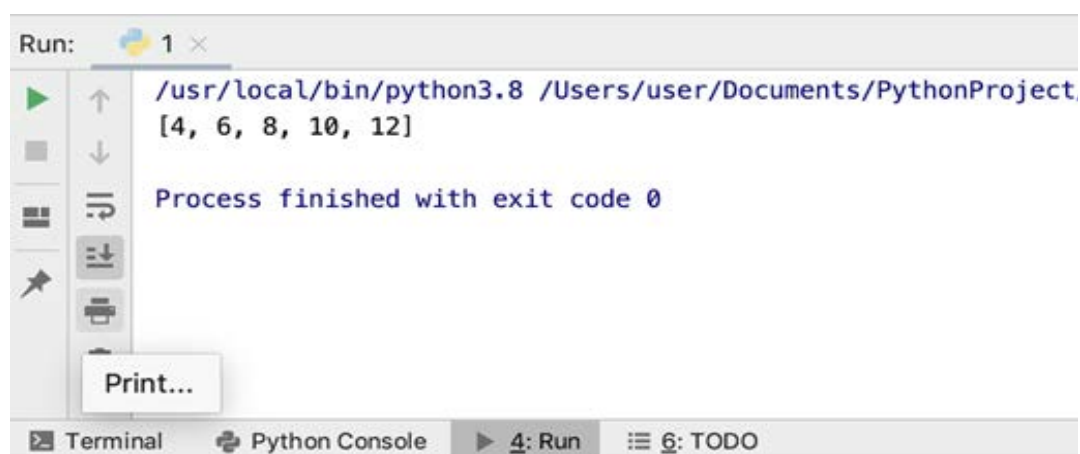 Run: 1
/usr/local/bin/python3.8 /Users/user/Documents/PythonProject/
[4, 6, 8, 10, 12]
Process finished with exit code 0
Print...
Terminal Python Console 4: Run 6: TODO